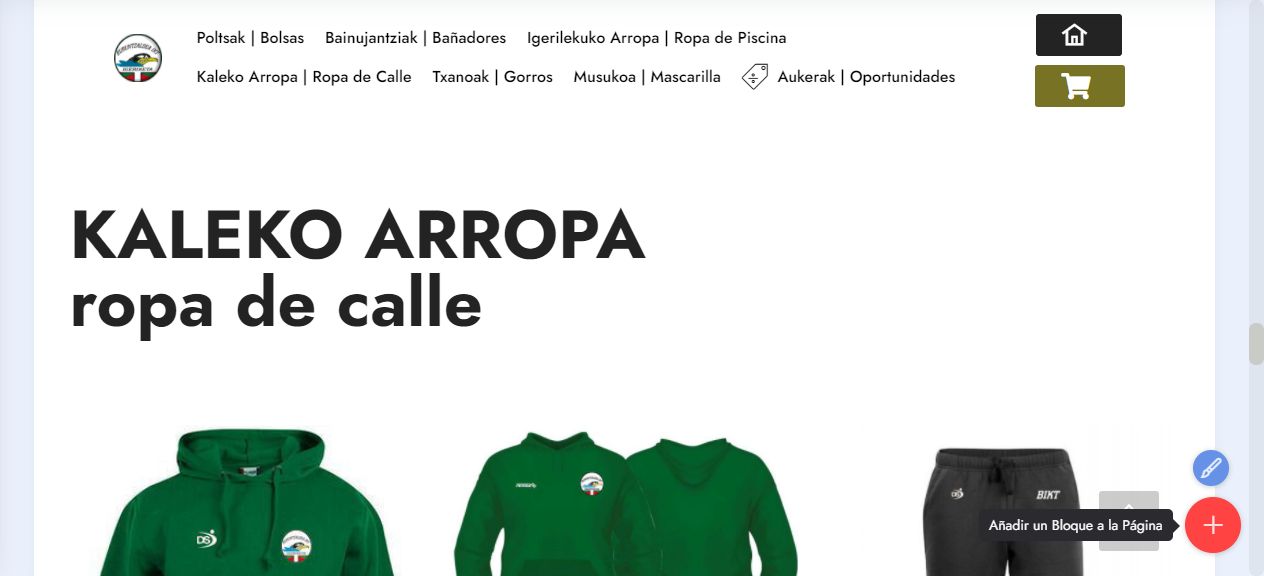 Poltsak | Bolsas Bainujantziak | Bañadores Igerilekuko Arropa | Ropa de Piscina
Kaleko Arropa | Ropa de Calle Txanoak | Gorros Musukoa | Mascarilla Aukerak | Oportunidades
KALEKO ARROPA
ropa de calle
DS
BIKT
Añadir un Bloque a la Página